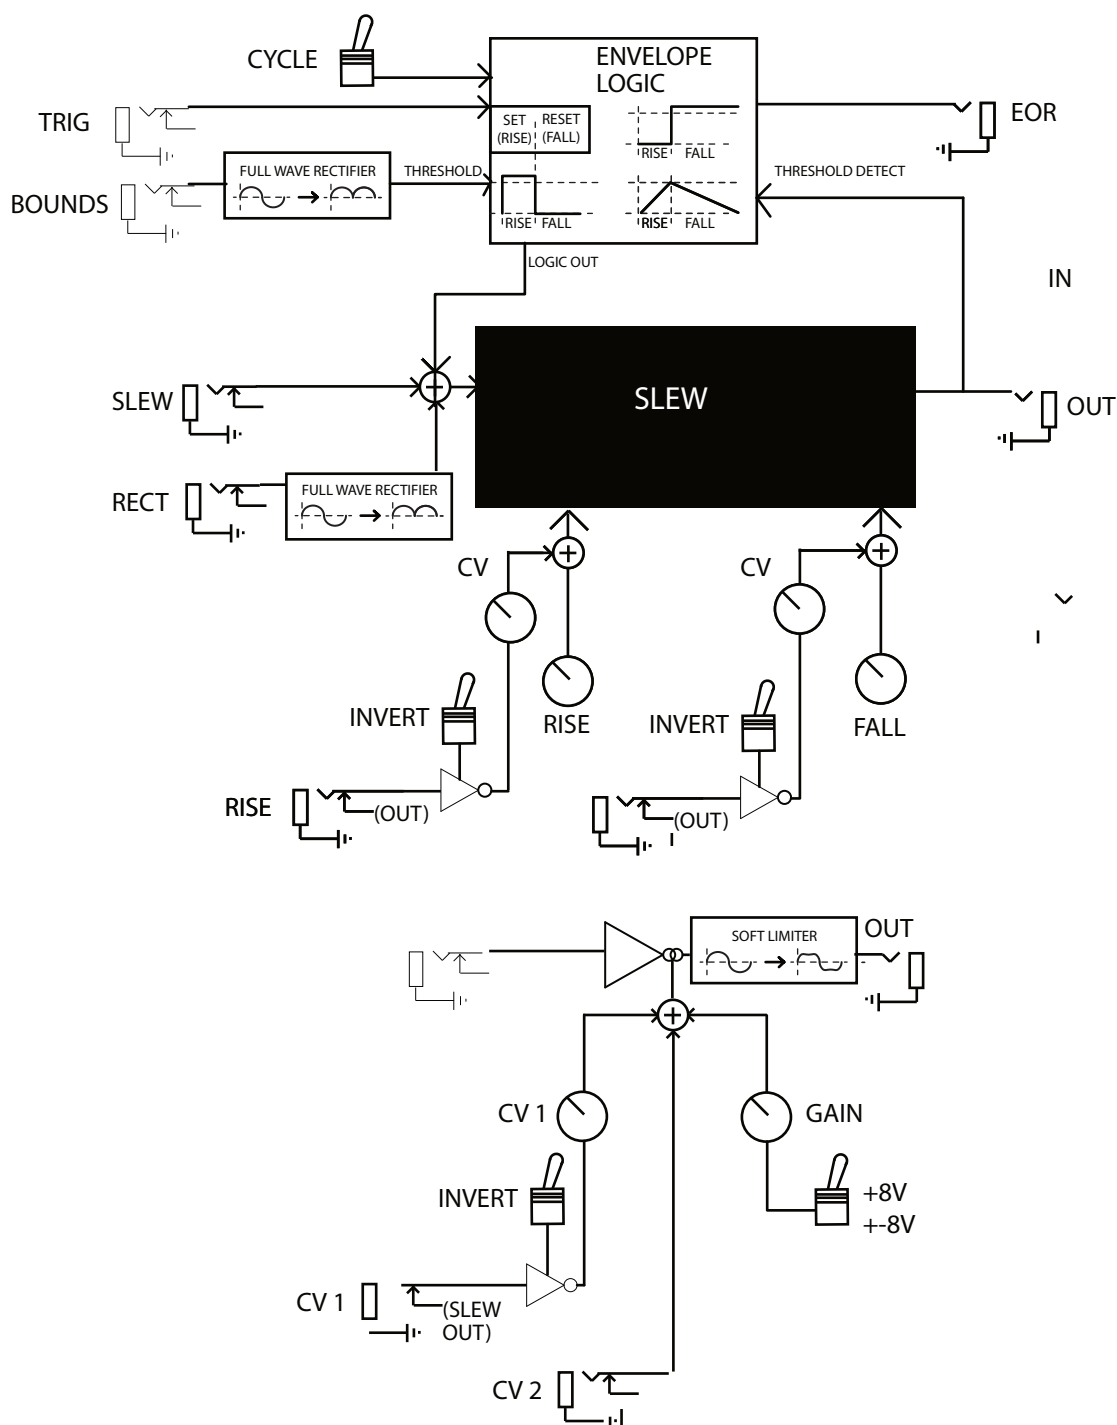 CYCLE
ENVELOPE
LOGIC
TRIG
SET
(RISE)
RESET
(FALL)
RISE
FALL
EOR
FULL WAVE RECTIFIER
THRESHOLD
THRESHOLD DETECT
BOUNDS
RISE
FALL
RISE
FALL
LOGIC OUT
IN
SLEW
SLEW
OUT
RECT
FULL WAVE RECTIFIER
CV
CV
INVERT
RISE
INVERT
FALL
RISE
(OUT)
(OUT)
SOFT LIMITER
OUT
CV 1
GAIN
INVERT
+8V
+-8V
CV 1
(SLEW
OUT)
CV 2